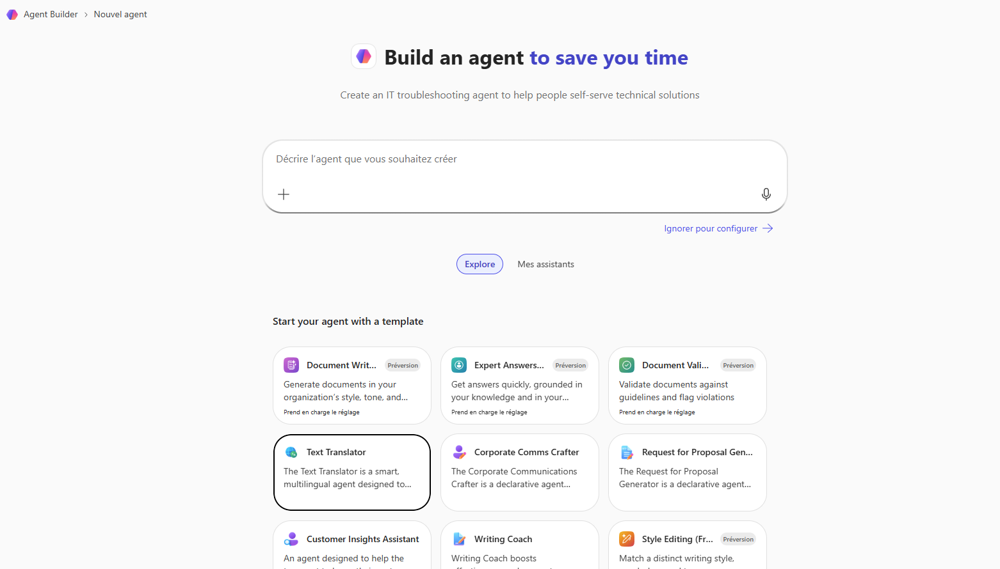 Agent Builder > Nouvel agent
Build an agent to save you time
Create an IT troubleshooting agent to help people self-serve technical solutions
Décrire l'agent que vous souhaitez créer
Ignorer pour configurer
Explore
Mes assistants
Start your agent with a template
Document Writ... Préversion
Generate documents in your
organization's style, tone, and...
Prend en charge le réglage
Expert Answers... Préversion
Get answers quickly, grounded in
your knowledge and in your...
Prend en charge le réglage
Document Vali... Préversion
Validate documents against
guidelines and flag violations
Prend en charge le réglage
Text Translator
The Text Translator is a smart,
multilingual agent designed to...
Corporate Comms Crafter
The Corporate Communications
Crafter is a declarative agent...
Request for Proposal Gen...
The Request for Proposal
Generator is a declarative agent...
Customer Insights Assistant
An agent designed to help the
Writing Coach
Writing Coach boosts
Style Editing (Fr... Préversion
Match a distinct writing style,